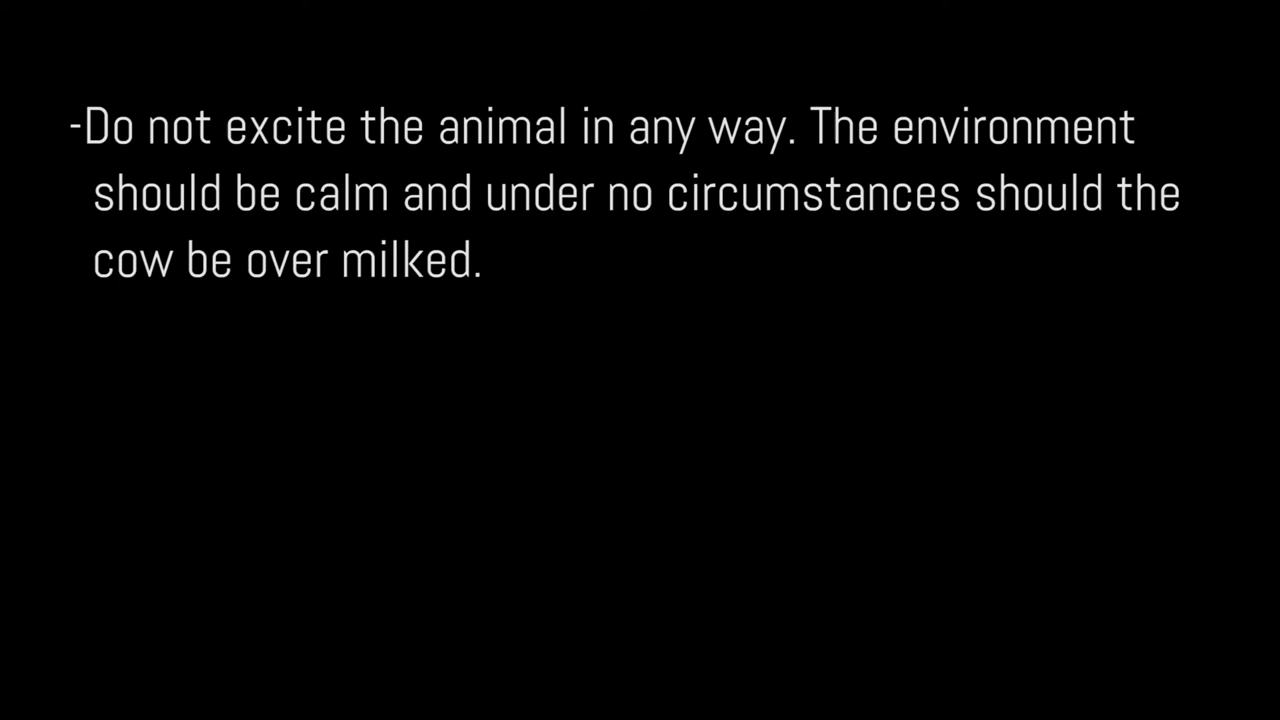 -Do not excite the animal in any way. The environment
should be calm and under no circumstances should the
cow be over milked.